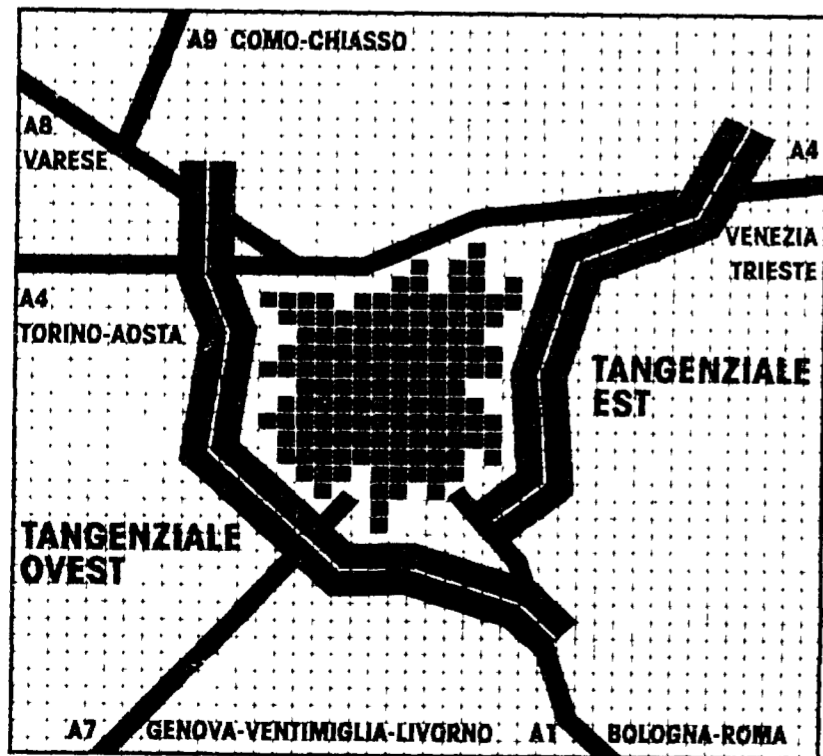 A9 COMO-CHIASSO
A8
VARESE
A4
VENEZIA
TRIESTE
A4
TORINO-AOSTA
TANGENZIALE
EST
TANGENZIALE
OVEST
A7 GENOVA-VENTIMIGLIA-LIVORNO A1 BOLOGNA-ROMA